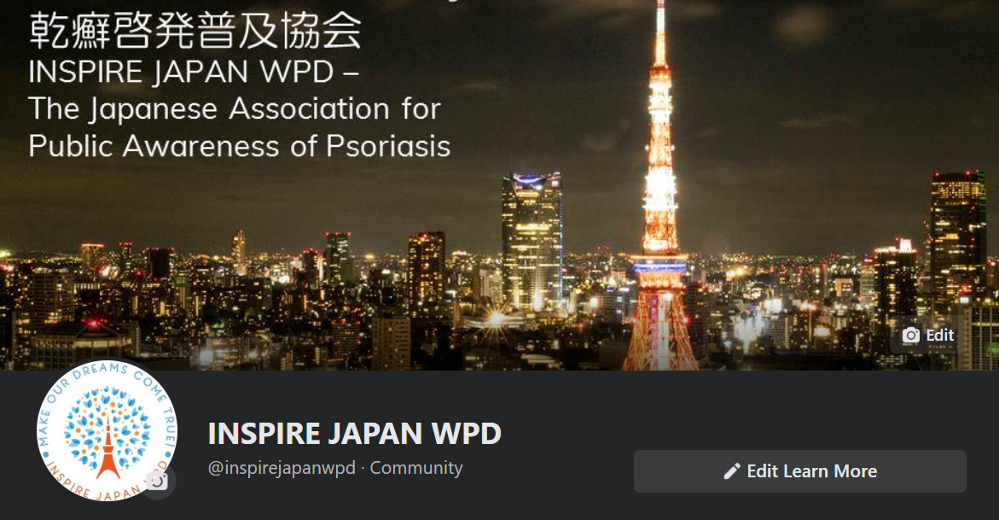 乾癬啓発普及協会
INSPIRE JAPAN WPD –
The Japanese Association for
Public Awareness of Psoriasis
Edit
MAKE OUR DREAMS COME TRUE!
INSPIRE JAPAN
INSPIRE JAPAN WPD
@inspirejapanwpd · Community
Edit Learn More